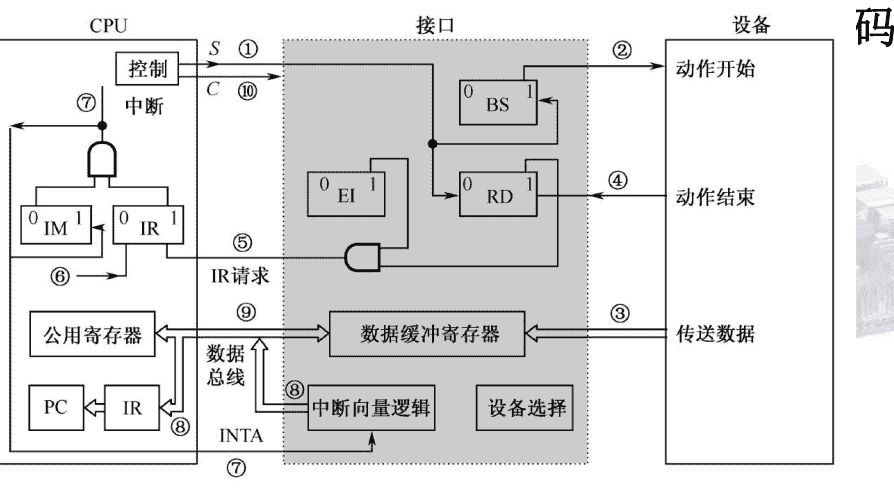 CPU
接口
设备
码
控制
S
①
C
⑩
②
动作开始
⑦
中断
0 1
BS
0 1
EI
0 1
RD
④
动作结束
0 1
IM
0 1
IR
⑤
IR请求
⑥
公用寄存器
⑨
数据缓冲寄存器
③
传送数据
数据
总线
PC
IR
⑧
⑧
中断向量逻辑
设备选择
INTA
⑦